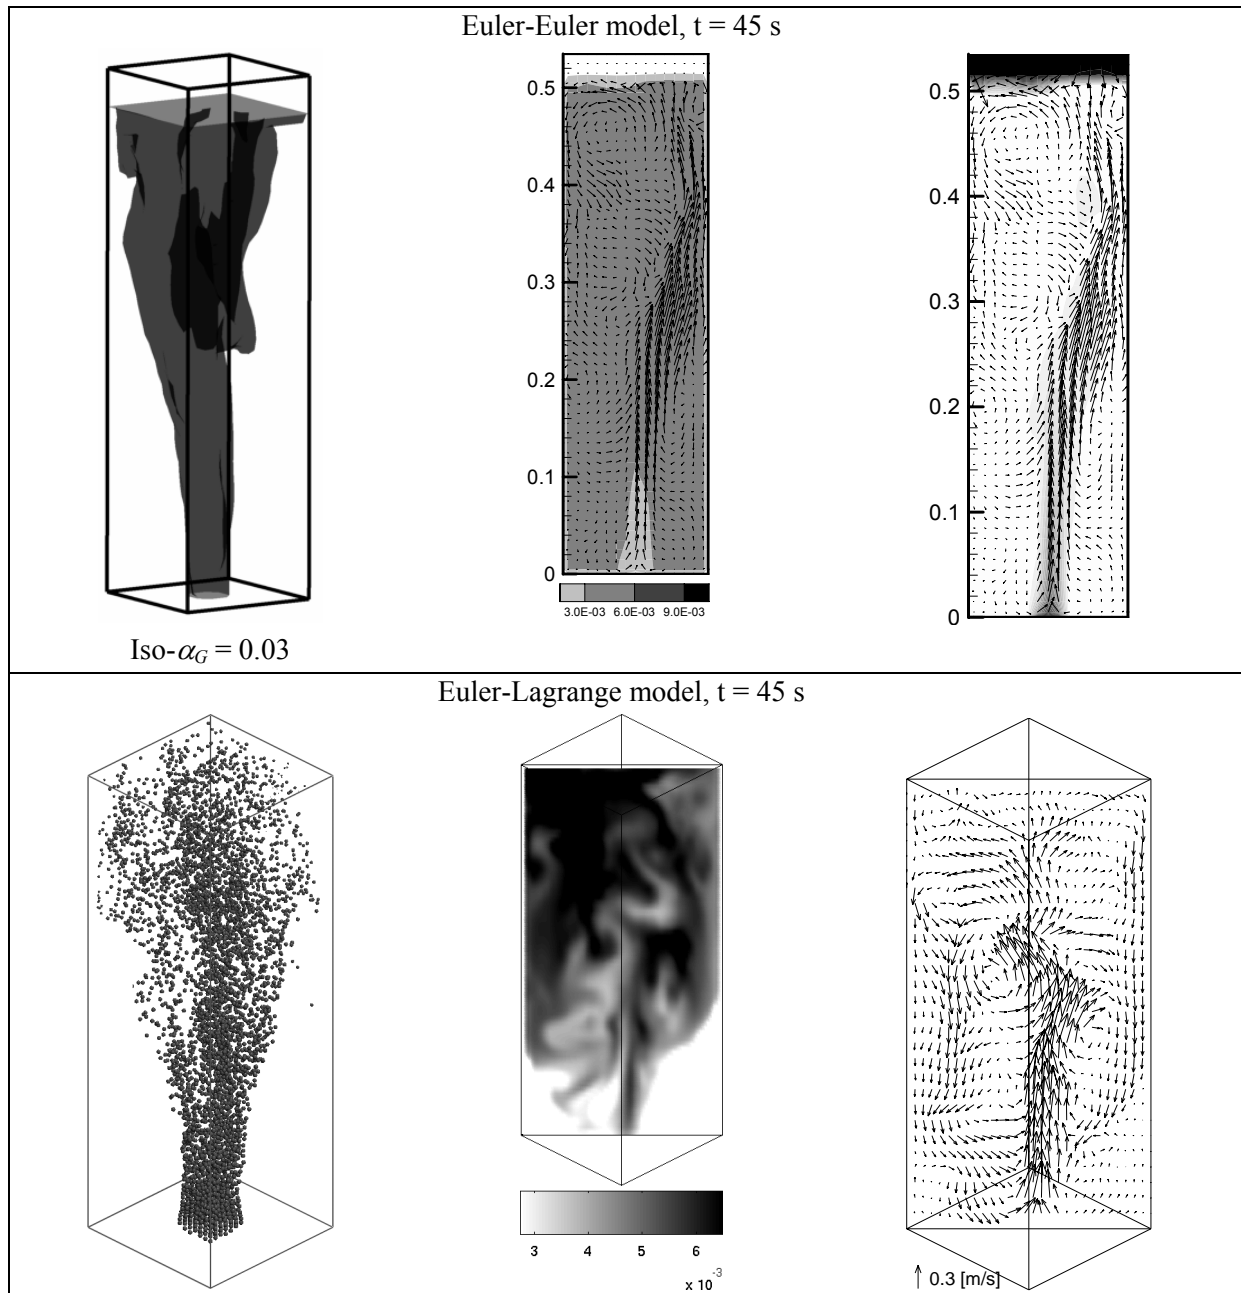 Euler-Euler model, t = 45 s
0.5
0.4
0.3
0.2
0.1
0
3.0E-03 6.0E-03 9.0E-03
0.5
0.4
0.3
0.2
0.1
0
Iso-αG = 0.03
Euler-Lagrange model, t = 45 s
3 4 5 6
x 10-3
0.3 [m/s]